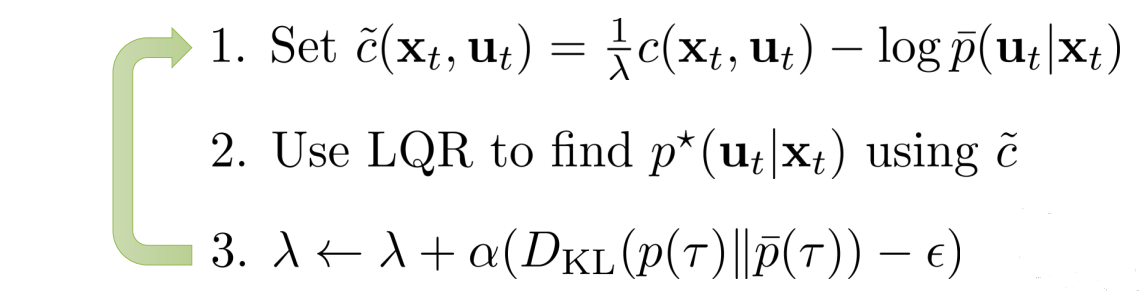 1. Set c̃(𝐱ₜ, 𝐮ₜ) = 1/λ c(𝐱ₜ, 𝐮ₜ) − log p̄(𝐮ₜ|𝐱ₜ)
2. Use LQR to find p⋆(𝐮ₜ|𝐱ₜ) using c̃
3. λ ← λ + α(D_KL(p(τ)‖p̄(τ)) − ϵ)